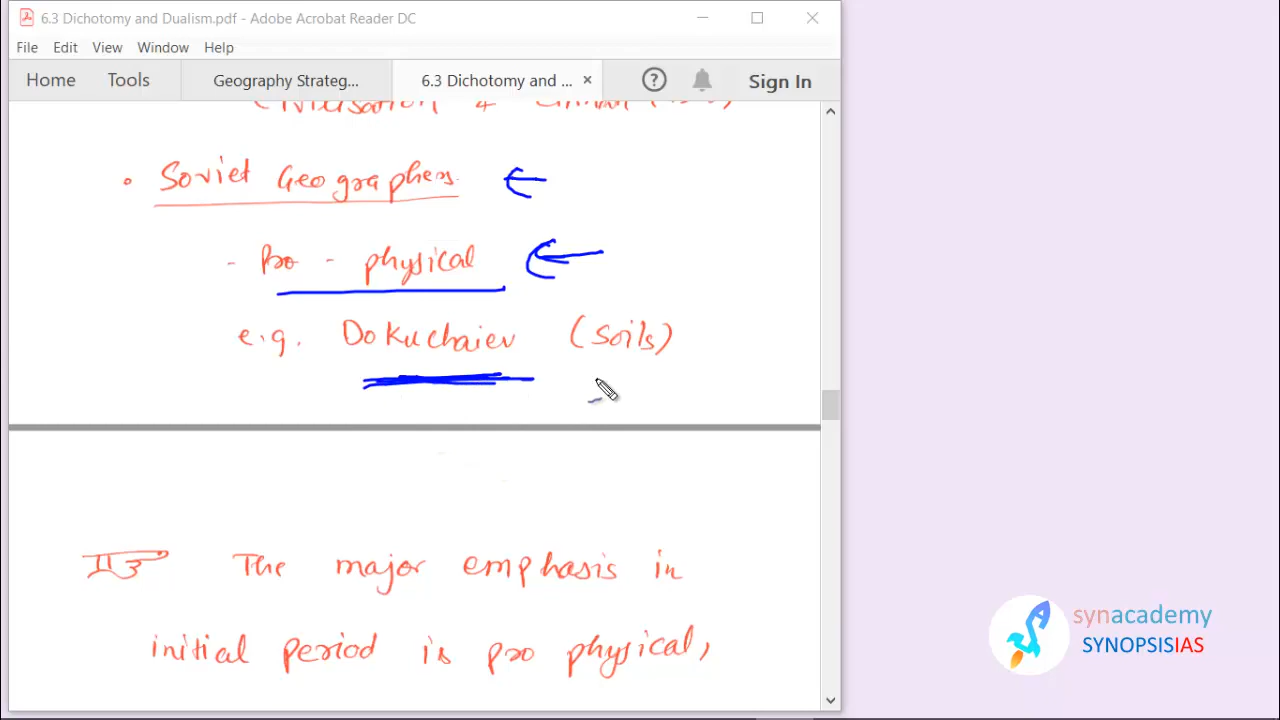 6.3 Dichotomy and Dualism.pdf - Adobe Acrobat Reader DC
File Edit View Window Help
Home Tools Geography Strateg... 6.3 Dichotomy and ... × ? Sign In
• Soviet Geographers.
- Pro - physical
e.g. Dokuchaiev (Soils)
The major emphasis in
initial period is pro physical,
synacademy
SYNOPSISIAS